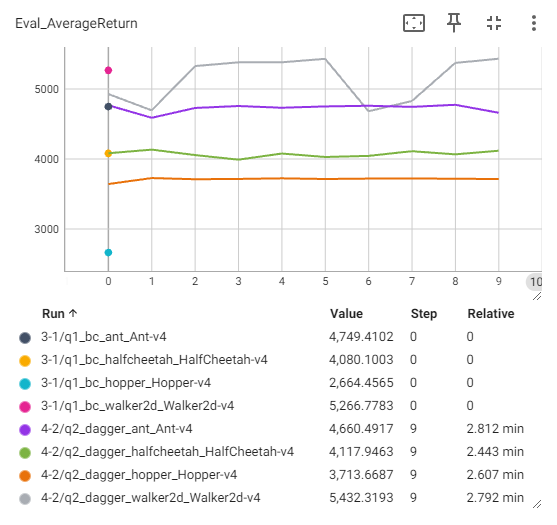 Eval_AverageReturn
5000
4000
3000
0 1 2 3 4 5 6 7 8 9 10
Run Value Step Relative
3-1/q1_bc_ant_Ant-v4 4,749.4102 0 0
3-1/q1_bc_halfcheetah_HalfCheetah-v4 4,080.1003 0 0
3-1/q1_bc_hopper_Hopper-v4 2,664.4565 0 0
3-1/q1_bc_walker2d_Walker2d-v4 5,266.7783 0 0
4-2/q2_dagger_ant_Ant-v4 4,660.4917 9 2.812 min
4-2/q2_dagger_halfcheetah_HalfCheetah-v4 4,117.9463 9 2.443 min
4-2/q2_dagger_hopper_Hopper-v4 3,713.6687 9 2.607 min
4-2/q2_dagger_walker2d_Walker2d-v4 5,432.3193 9 2.792 min